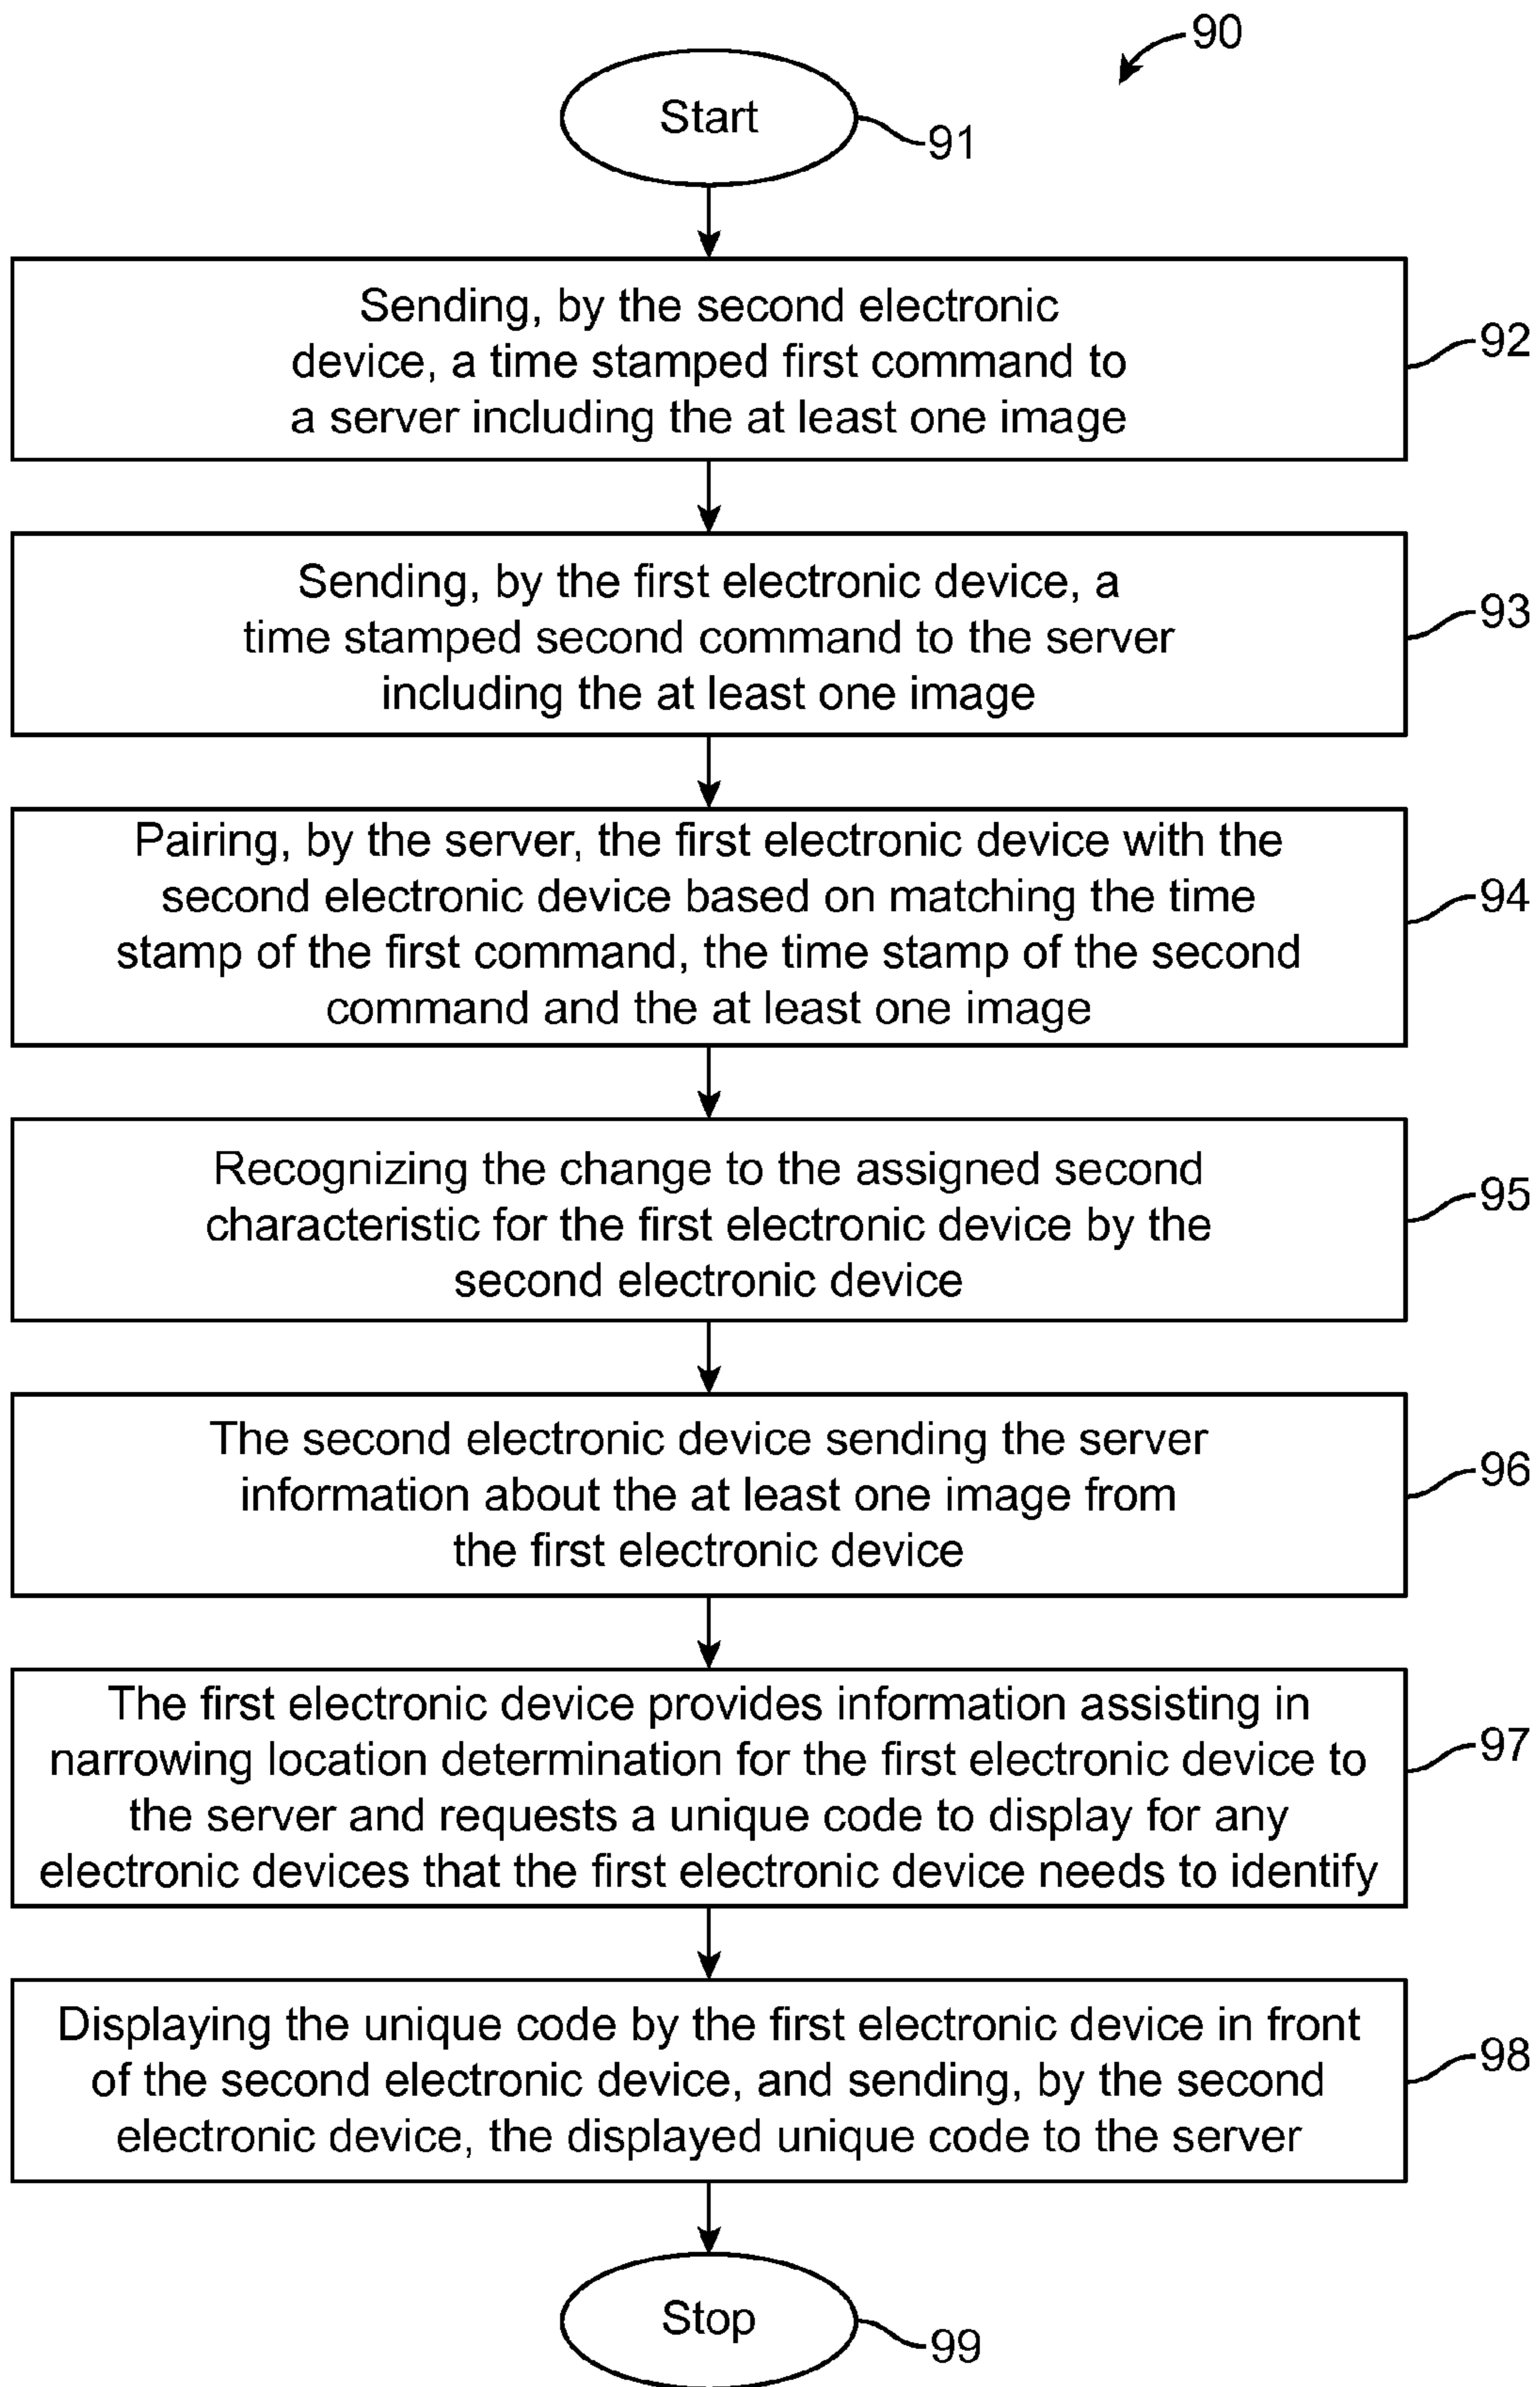 90
Start
91
Sending, by the second electronic
device, a time stamped first command to
a server including the at least one image
92
Sending, by the first electronic device, a
time stamped second command to the server
including the at least one image
93
Pairing, by the server, the first electronic device with the
second electronic device based on matching the time
stamp of the first command, the time stamp of the second
command and the at least one image
94
Recognizing the change to the assigned second
characteristic for the first electronic device by the
second electronic device
95
The second electronic device sending the server
information about the at least one image from
the first electronic device
96
The first electronic device provides information assisting in
narrowing location determination for the first electronic device to
the server and requests a unique code to display for any
electronic devices that the first electronic device needs to identify
97
Displaying the unique code by the first electronic device in front
of the second electronic device, and sending, by the second
electronic device, the displayed unique code to the server
98
Stop
99